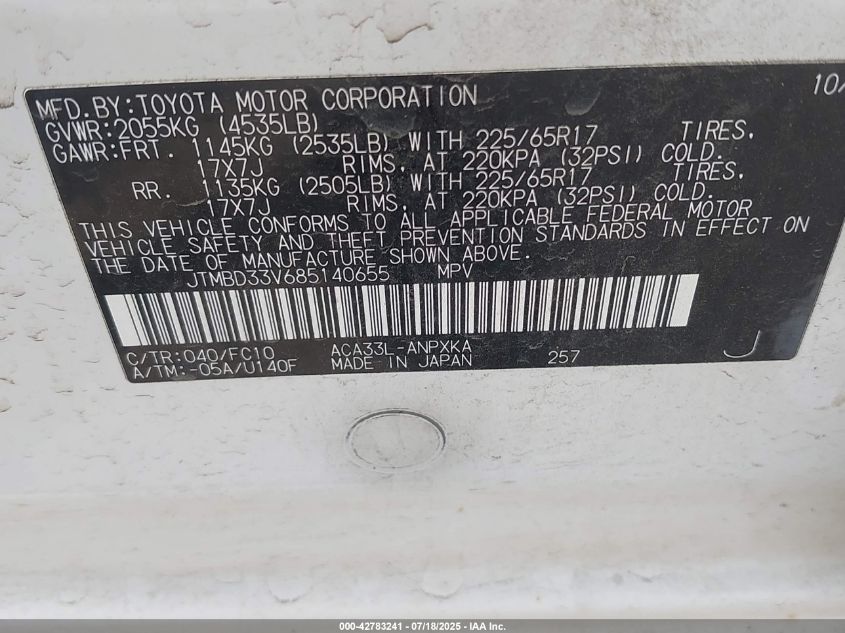 MFD.BY:TOYOTA MOTOR CORPORATION 10/
GVWR:2055KG (4535LB)
GAWR:FRT. 1145KG (2535LB) WITH 225/65R17 TIRES.
17X7J RIMS, AT 220KPA (32PSI) COLD.
RR. 1135KG (2505LB) WITH 225/65R17 TIRES.
17X7J RIMS, AT 220KPA (32PSI) COLD.
THIS VEHICLE CONFORMS TO ALL APPLICABLE FEDERAL MOTOR
VEHICLE SAFETY AND THEFT PREVENTION STANDARDS IN EFFECT ON
THE DATE OF MANUFACTURE SHOWN ABOVE.
JTMBD33V685140655 MPV
C/TR:040/FC10 ACA33L-ANPXKA
A/TM:-05A/U140F MADE IN JAPAN 257 J
000-42783241 - 07/18/2025 - IAA Inc.